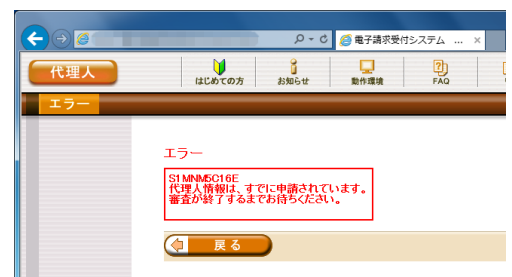 電子請求受付システム ...
代理人
はじめての方
お知らせ
動作環境
FAQ
エラー
エラー
S1MNM5C16E
代理人情報は、すでに申請されています。
審査が終了するまでお待ちください。
戻る